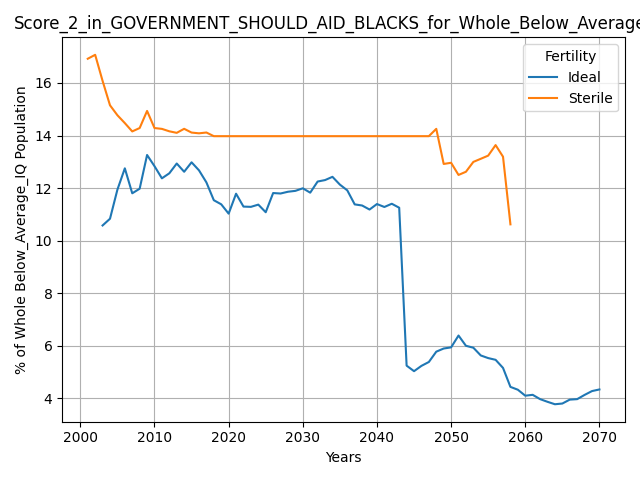 Score_2_in_GOVERNMENT_SHOULD_AID_BLACKS_for_Whole_Below_Average
Fertility
Ideal
Sterile
% of Whole Below_Average_IQ Population
16
14
12
10
8
6
4
2000 2010 2020 2030 2040 2050 2060 2070
Years